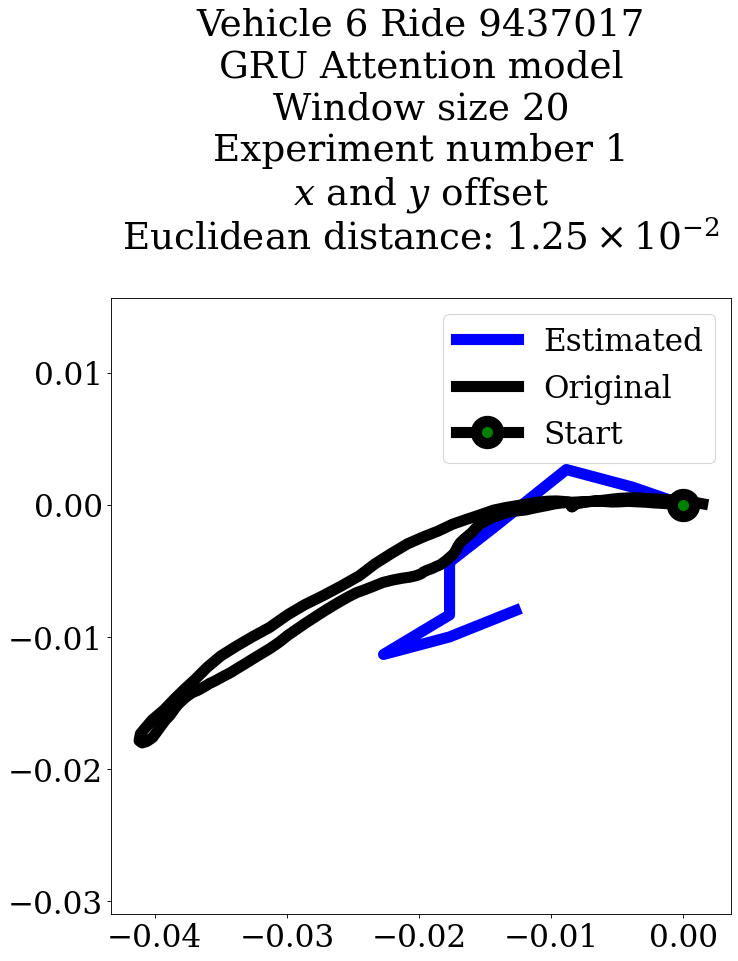 Vehicle 6 Ride 9437017
GRU Attention model
Window size 20
Experiment number 1
x and y offset
Euclidean distance: 1.25 × 10⁻²
Estimated
Original
Start
0.01
0.00
−0.01
−0.02
−0.03
−0.04 −0.03 −0.02 −0.01 0.00